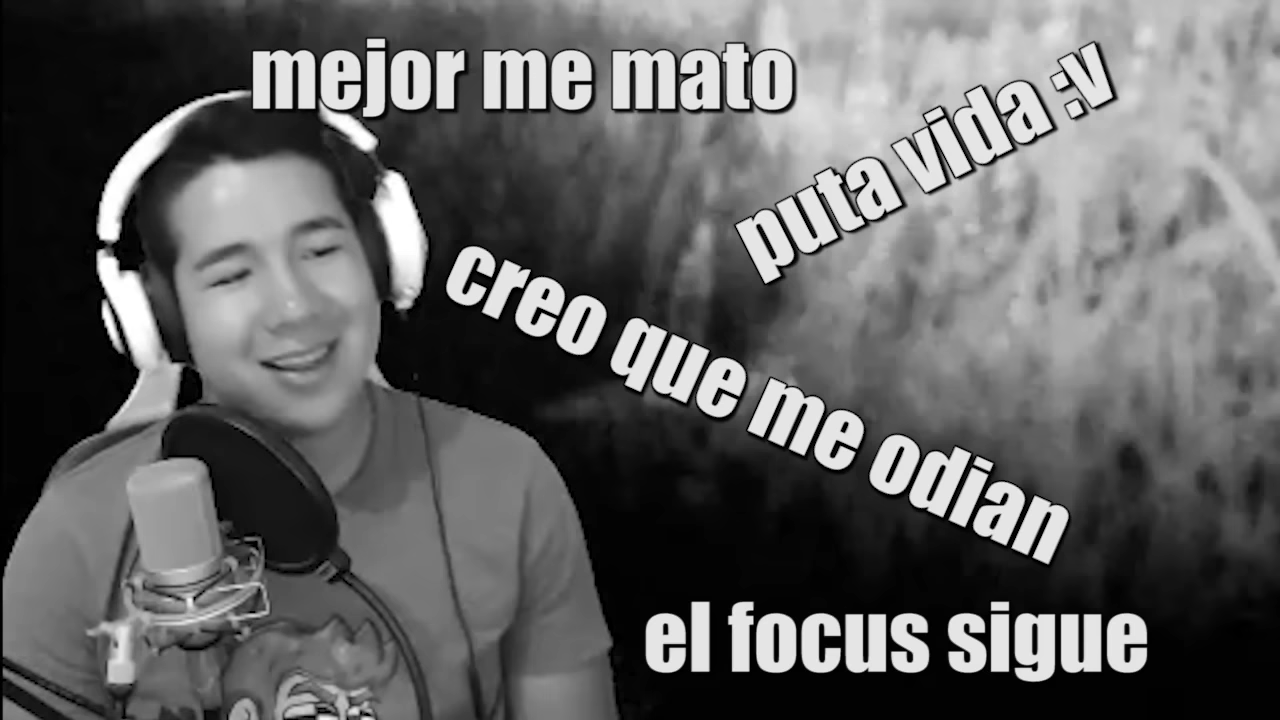 mejor me mato
puta vida :v
creo que me odian
el focus sigue